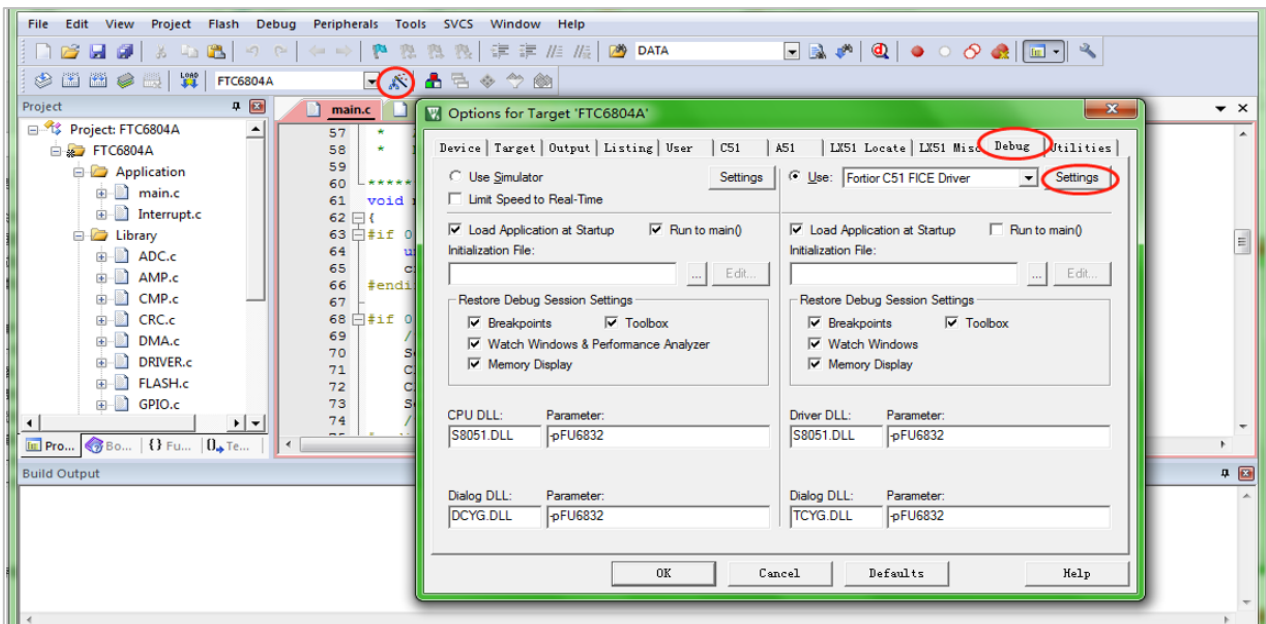 File Edit View Project Flash Debug Peripherals Tools SVCS Window Help
DATA
LOAD FTC6804A
Project
Project: FTC6804A
FTC6804A
Application
main.c
Interrupt.c
Library
ADC.c
AMP.c
CMP.c
CRC.c
DMA.c
DRIVER.c
FLASH.c
GPIO.c
Pro... Bo... {} Fu... 0 Te...
main.c
57 *
58 *
59
60 *****
61 void
62 {
63 #if 0
64
65
66 #endi
67
68 #if 0
69 /
70 S
71 C
72 C
73 S
74 /
Options for Target 'FTC6804A'
Device Target Output Listing User C51 A51 LX51 Locate LX51 Misc Debug Utilities
Use Simulator Settings
Limit Speed to Real-Time
Load Application at Startup Run to main()
Initialization File:
... Edit...
Restore Debug Session Settings
Breakpoints Toolbox
Watch Windows & Performance Analyzer
Memory Display
CPU DLL: Parameter:
S8051.DLL -pFU6832
Dialog DLL: Parameter:
DCYG.DLL -pFU6832
Use: Fortior C51 FICE Driver Settings
Load Application at Startup Run to main()
Initialization File:
... Edit...
Restore Debug Session Settings
Breakpoints Toolbox
Watch Windows
Memory Display
Driver DLL: Parameter:
S8051.DLL -pFU6832
Dialog DLL: Parameter:
TCYG.DLL -pFU6832
OK Cancel Defaults Help
Build Output